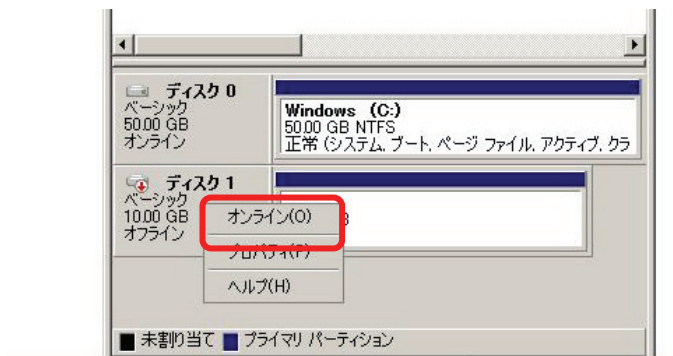 ディスク 0
ベーシック
50.00 GB
オンライン
Windows (C:)
50.00 GB NTFS
正常 (システム, ブート, ページ ファイル, アクティブ, クラ
ディスク 1
ベーシック
10.00 GB
オフライン
オンライン(O)
プロパティ(P)
ヘルプ(H)
未割り当て プライマリ パーティション